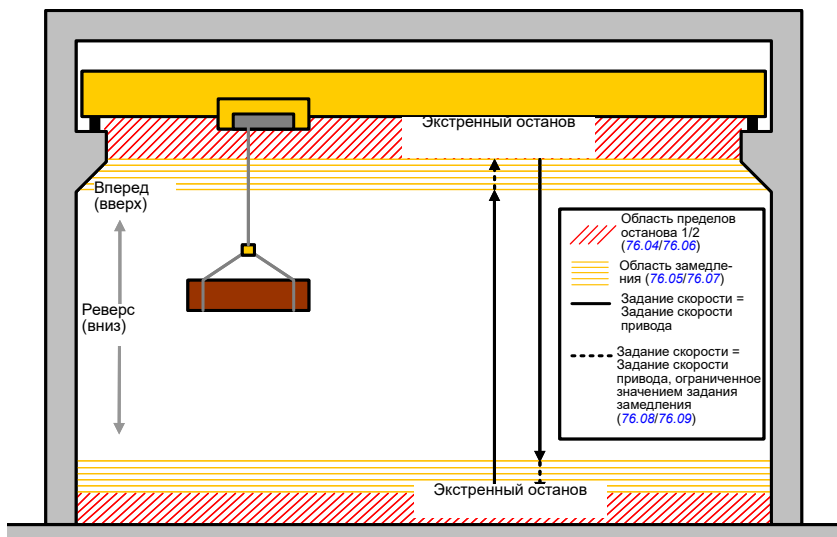 Экстренный останов
Вперед
(вверх)
Реверс
(вниз)
Область пределов
останова 1/2
(76.04/76.06)
Область замедле-
ния (76.05/76.07)
Задание скорости =
Задание скорости
привода
Задание скорости =
Задание скорости
привода, ограниченное
значением задания
замедления
(76.08/76.09)
Экстренный останов